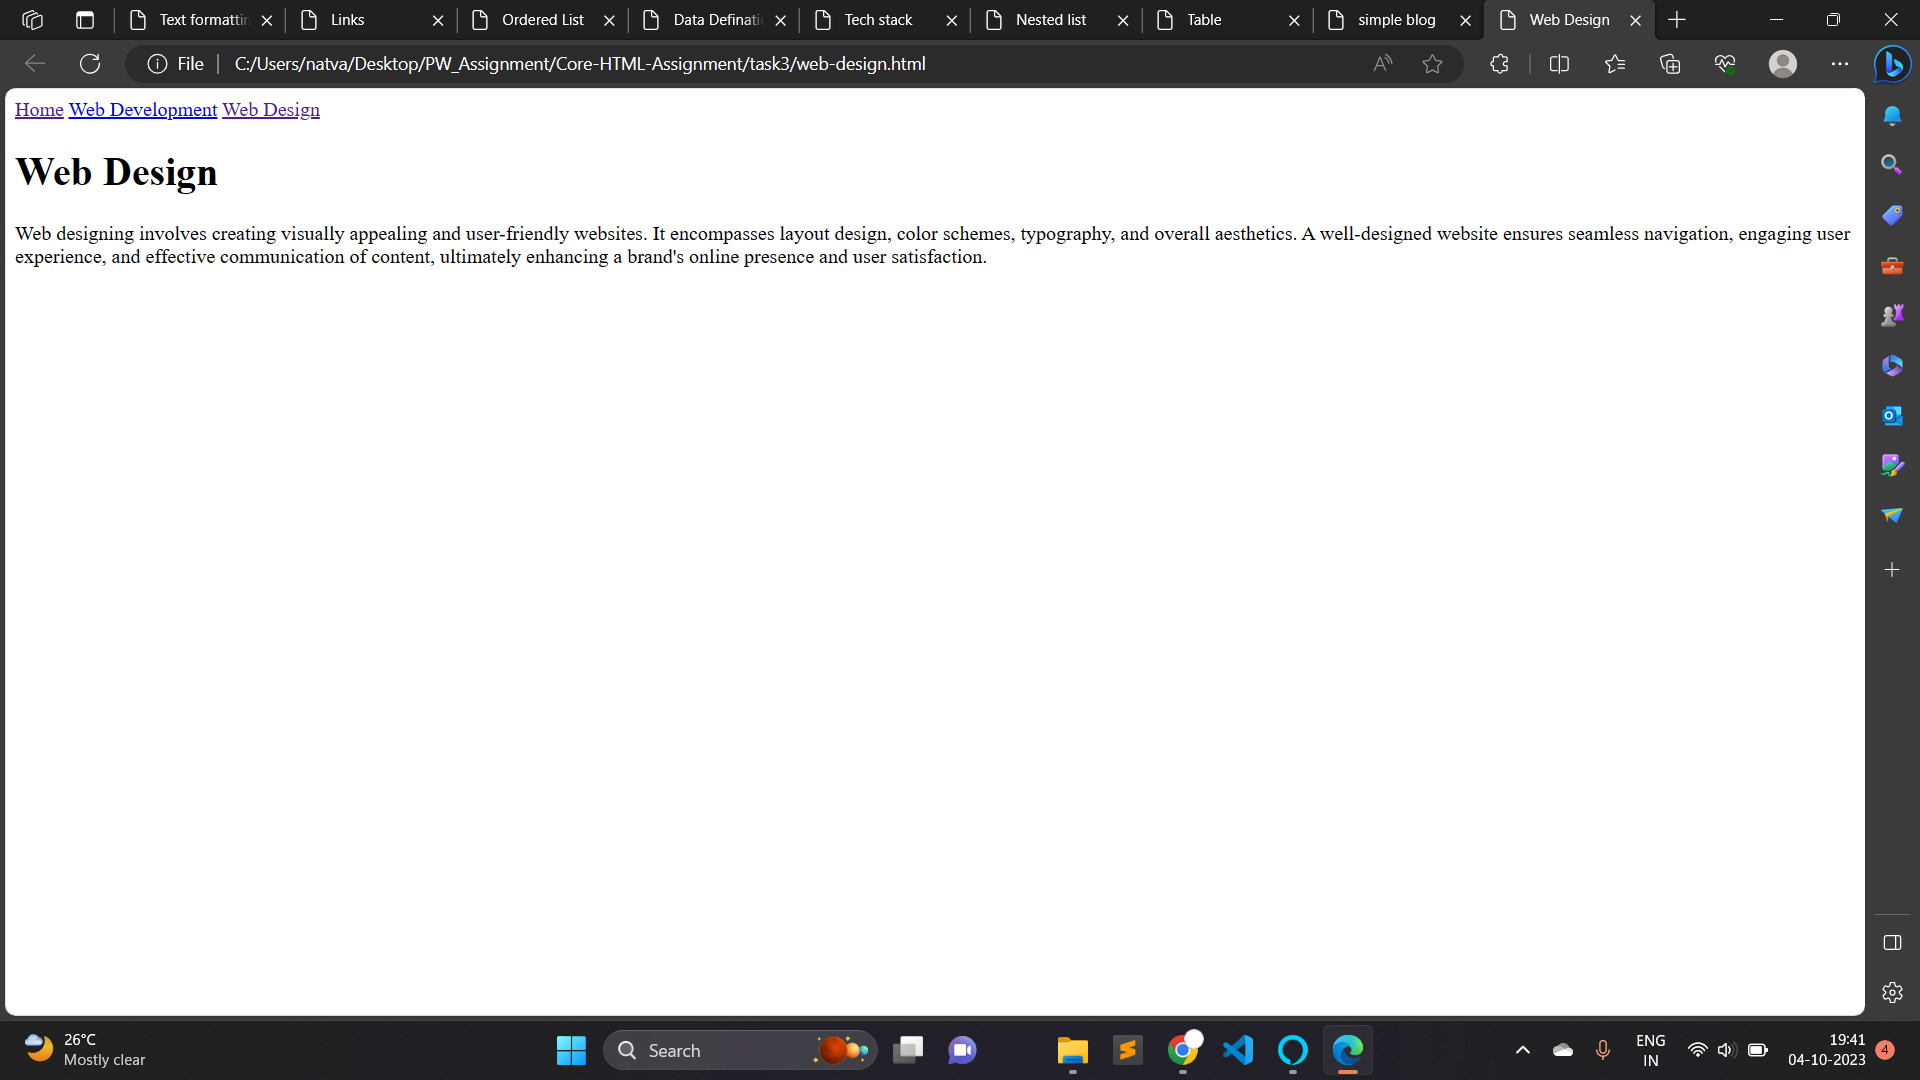 Text formattin
Links
Ordered List
Data Definatio
Tech stack
Nested list
Table
simple blog
Web Design
File
C:/Users/natva/Desktop/PW_Assignment/Core-HTML-Assignment/task3/web-design.html
Home Web Development Web Design
Web Design
Web designing involves creating visually appealing and user-friendly websites. It encompasses layout design, color schemes, typography, and overall aesthetics. A well-designed website ensures seamless navigation, engaging user
experience, and effective communication of content, ultimately enhancing a brand's online presence and user satisfaction.
26°C
Mostly clear
Search
ENG
IN
19:41
04-10-2023
4